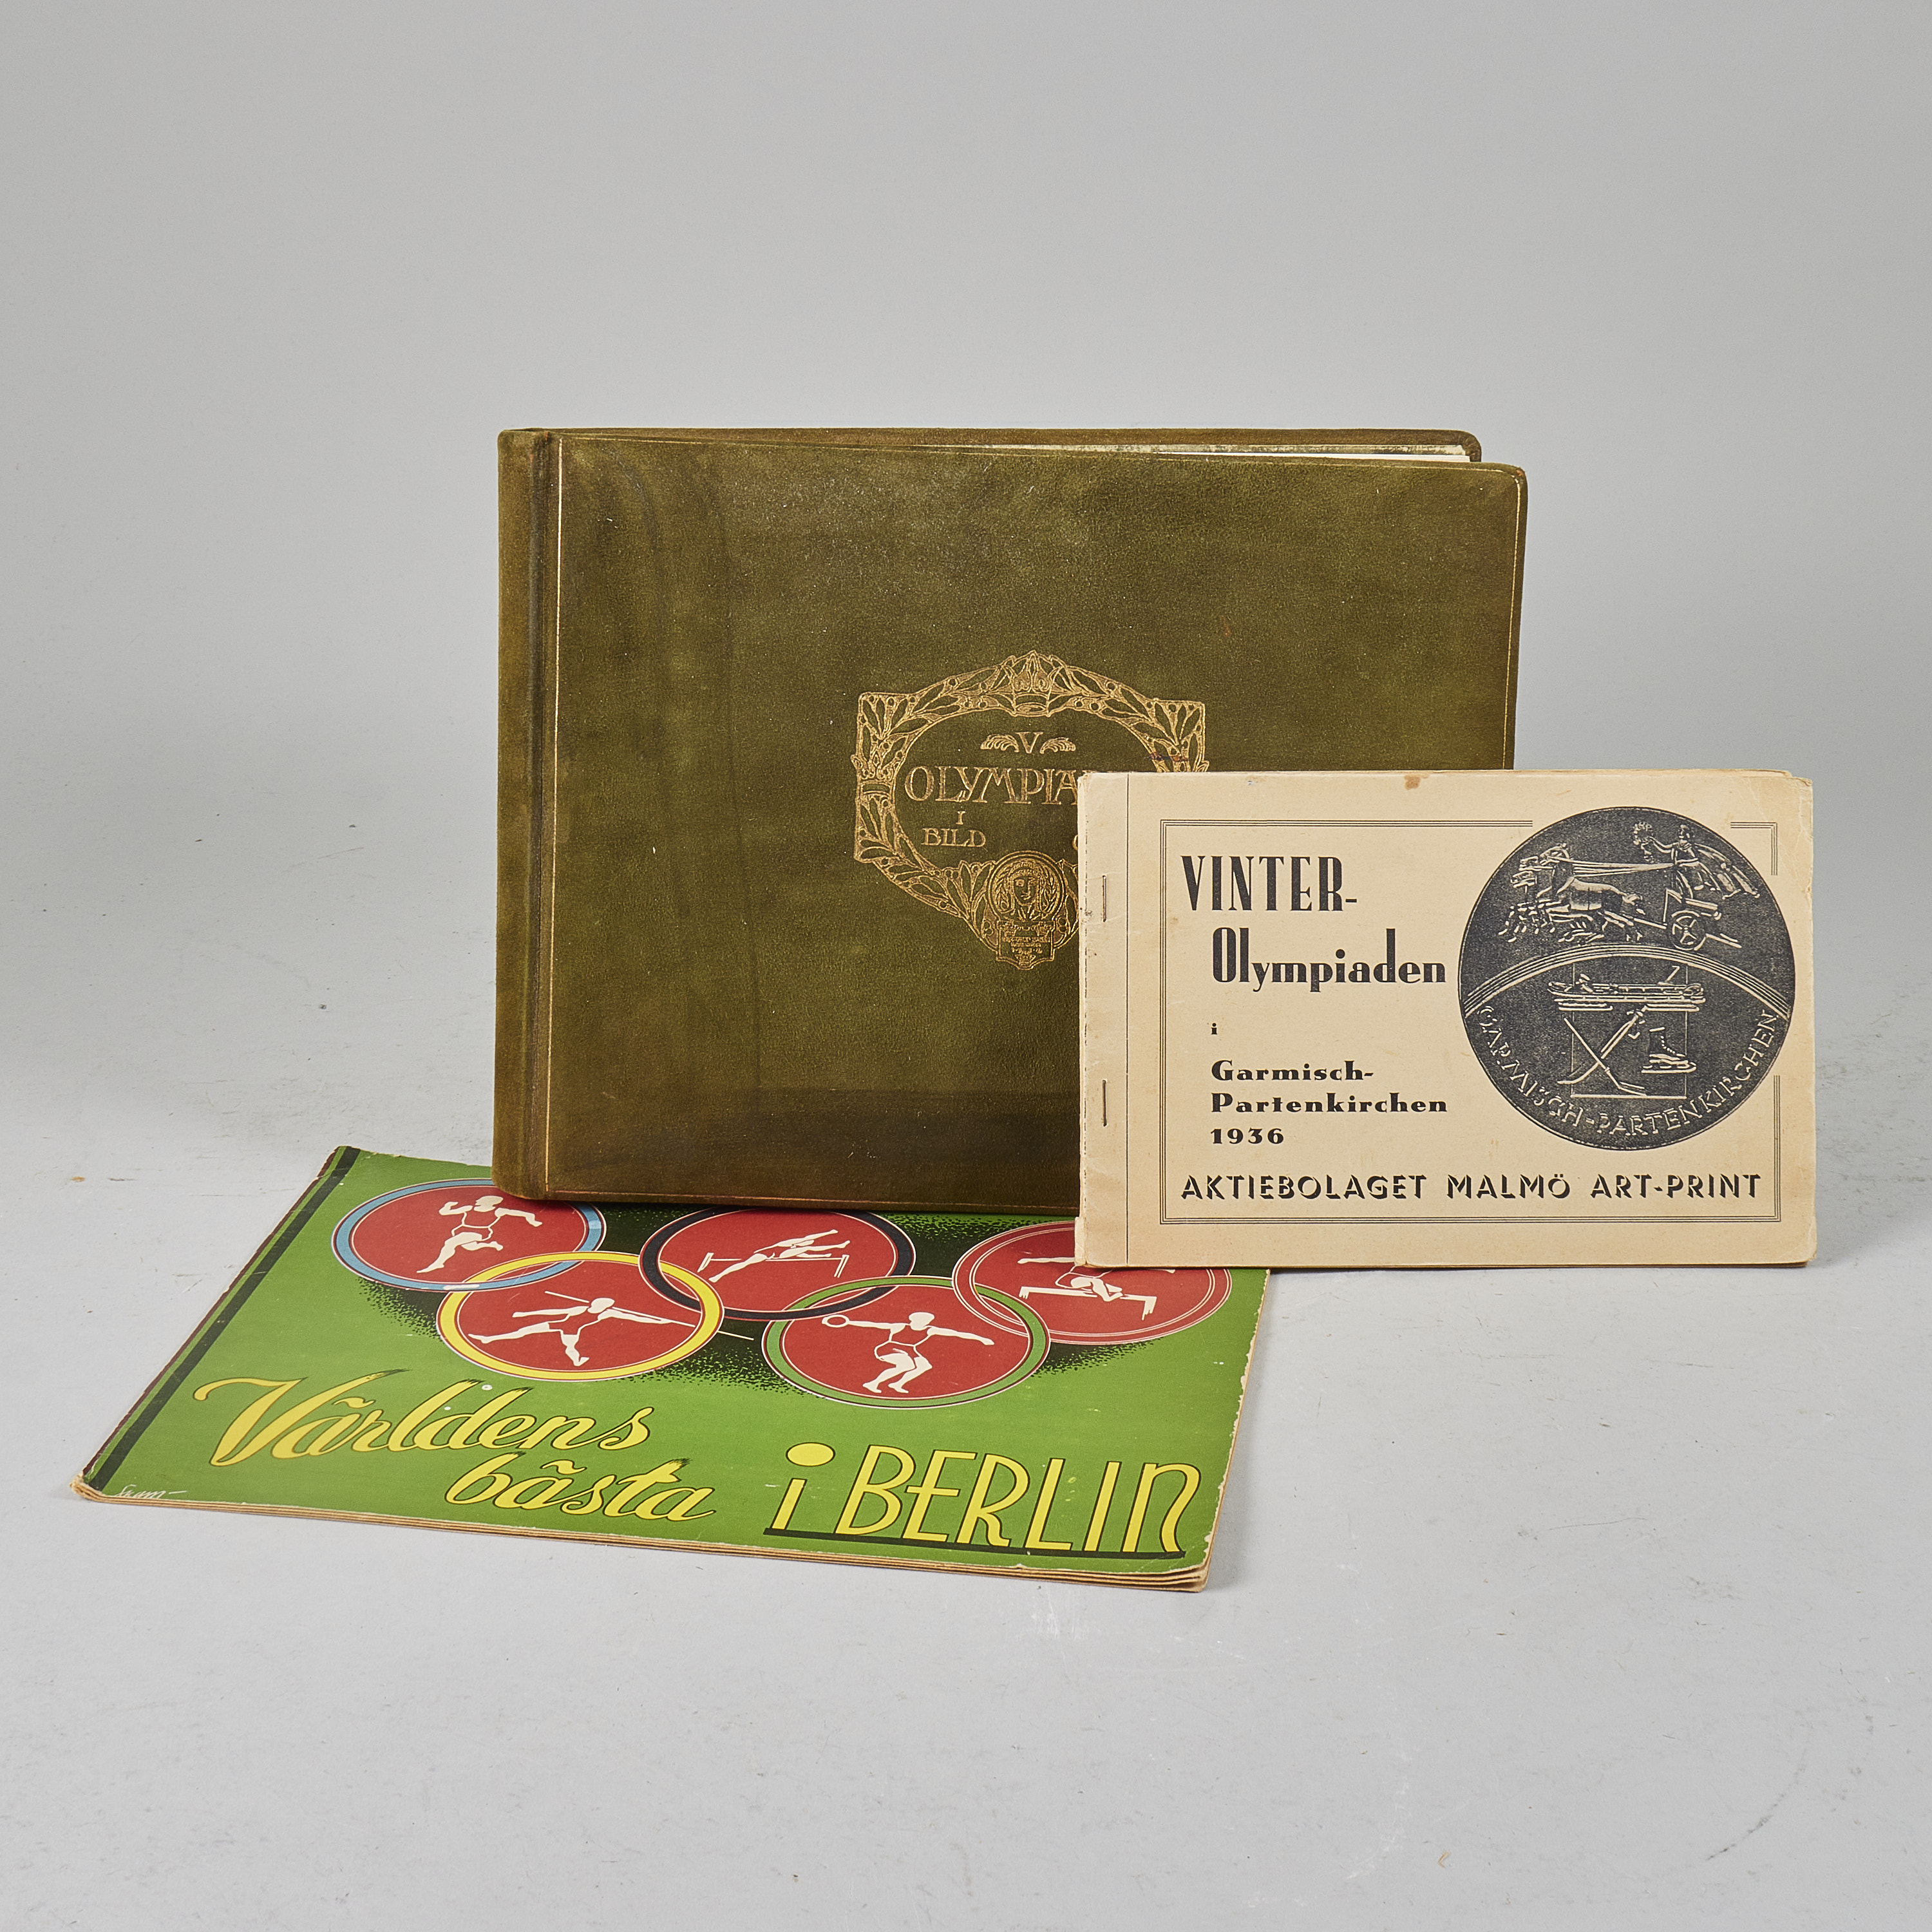 V
OLYMPIA
I
BILD
VINTER-
Olympiaden
i
Garmisch-
Partenkirchen
1936
AKTIEBOLAGET MALMÖ ART-PRINT
GARMISCH-PARTENKIRCHEN
Världens
bästa
i BERLIN